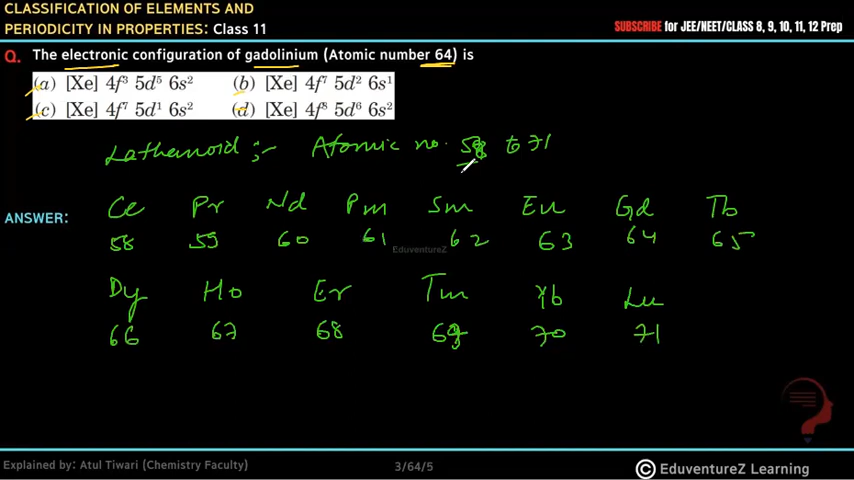 CLASSIFICATION OF ELEMENTS AND
PERIODICITY IN PROPERTIES: Class 11
SUBSCRIBE for JEE/NEET/CLASS 8, 9, 10, 11, 12 Prep
Q. The electronic configuration of gadolinium (Atomic number 64) is
(a) [Xe] 4f³ 5d⁵ 6s² (b) [Xe] 4f⁷ 5d² 6s¹
(c) [Xe] 4f⁷ 5d¹ 6s² (d) [Xe] 4f⁸ 5d⁶ 6s²
Lathenoid :- Atomic no. 58 to 71
ANSWER:
Ce Pr Nd Pm Sm Eu Gd Tb
58 59 60 61 62 63 64 65
EduventureZ
Dy Ho Er Tm Yb Lu
66 67 68 69 70 71
Explained by: Atul Tiwari (Chemistry Faculty)
3/64/5
© EduventureZ Learning